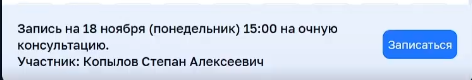 Запись на 18 ноября (понедельник) 15:00 на очную
консультацию.
Участник: Копылов Степан Алексеевич
Записаться